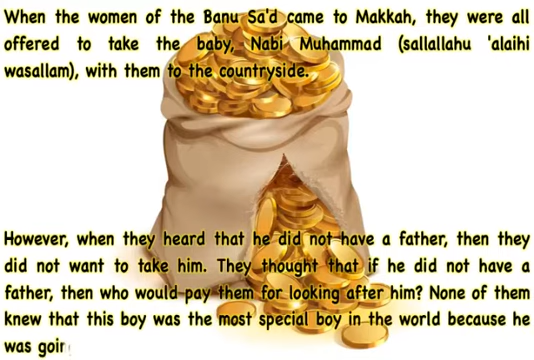 When the women of the Banu Sa'd came to Makkah, they were all
offered to take the baby, Nabi Muhammad (sallallahu 'alaihi
wasallam), with them to the countryside.
However, when they heard that he did not have a father, then they
did not want to take him. They thought that if he did not have a
father, then who would pay them for looking after him? None of them
knew that this boy was the most special boy in the world because he
was goin